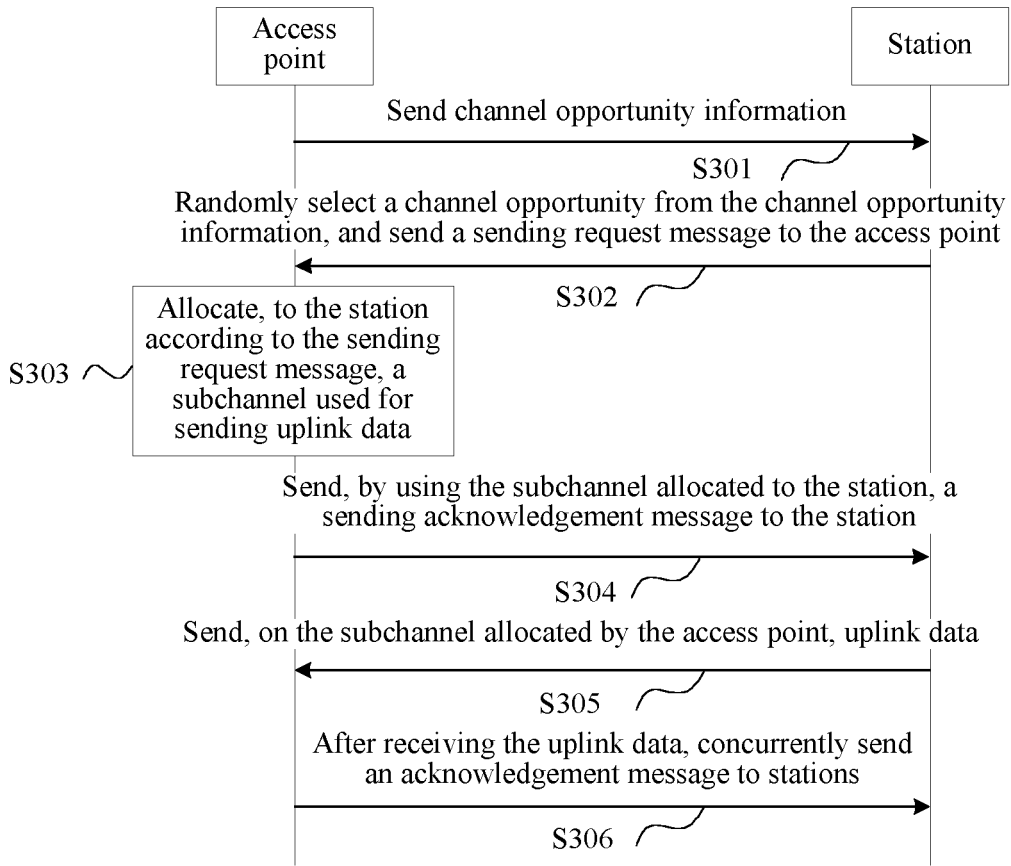 Access
point
Station
Send channel opportunity information
S301
Randomly select a channel opportunity from the channel opportunity
information, and send a sending request message to the access point
S302
Allocate, to the station
according to the sending
request message, a
subchannel used for
sending uplink data
S303
Send, by using the subchannel allocated to the station, a
sending acknowledgement message to the station
S304
Send, on the subchannel allocated by the access point, uplink data
S305
After receiving the uplink data, concurrently send
an acknowledgement message to stations
S306